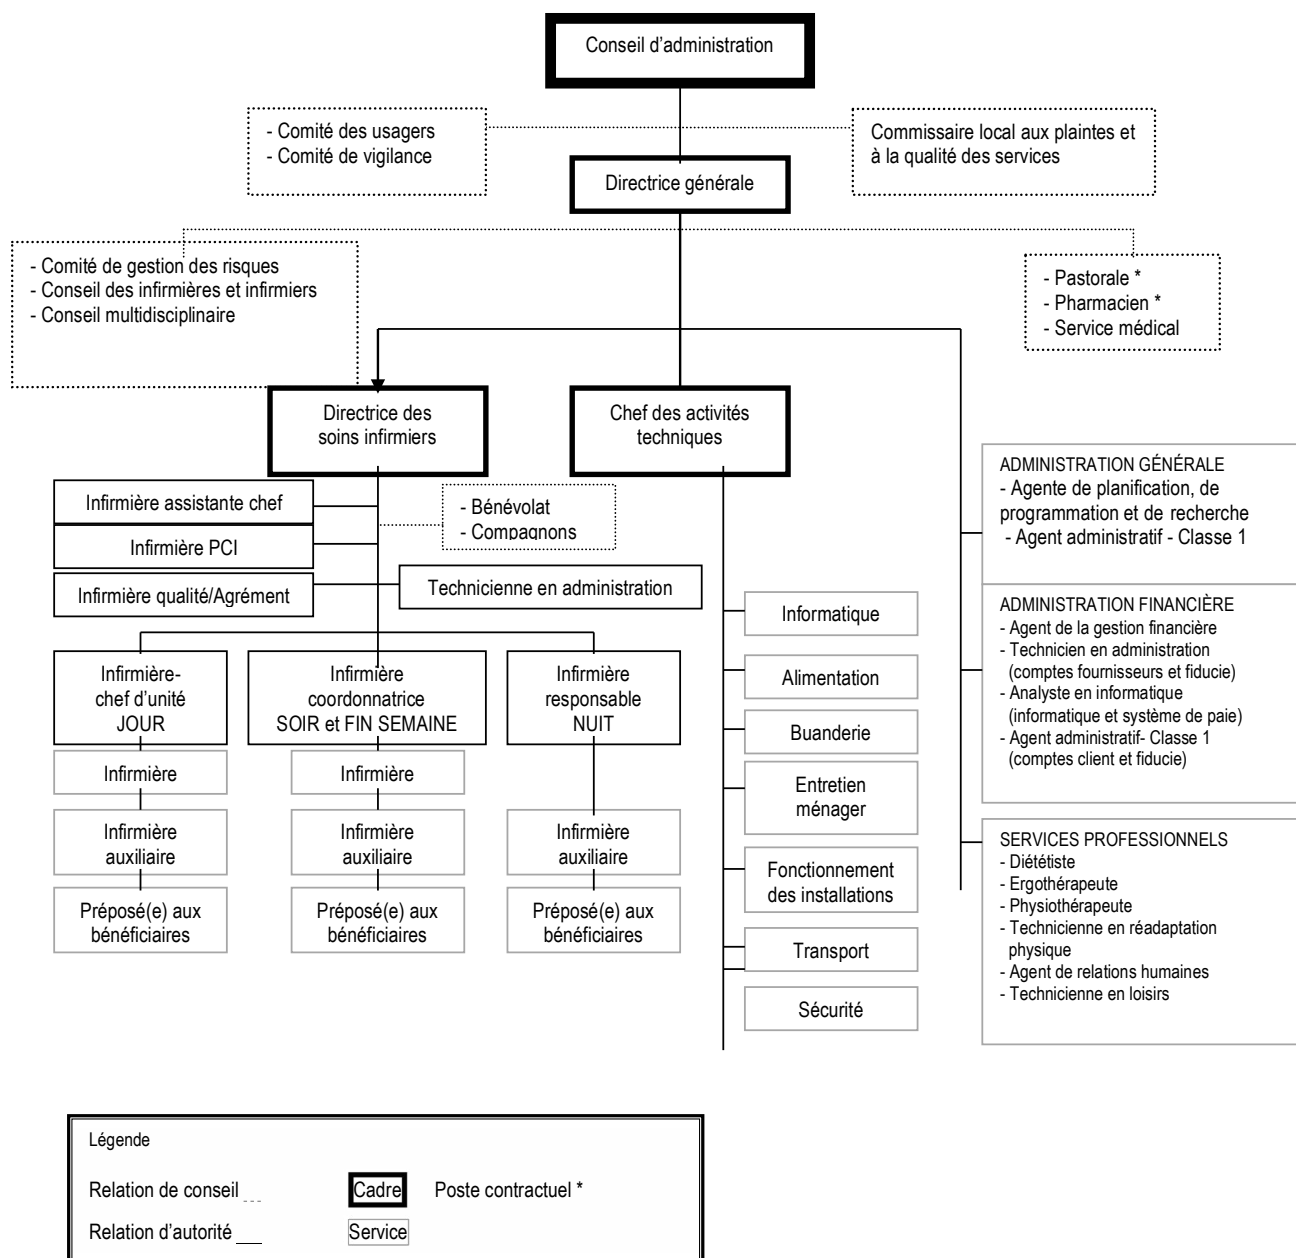 Conseil d'administration
- Comité des usagers
- Comité de vigilance
Commissaire local aux plaintes et
à la qualité des services
Directrice générale
- Comité de gestion des risques
- Conseil des infirmières et infirmiers
- Conseil multidisciplinaire
- Pastorale *
- Pharmacien *
- Service médical
Directrice des
soins infirmiers
Chef des activités
techniques
Infirmière assistante chef
Infirmière PCI
Infirmière qualité/Agrément
- Bénévolat
- Compagnons
Technicienne en administration
Infirmière-
chef d'unité
JOUR
Infirmière
coordonnatrice
SOIR et FIN SEMAINE
Infirmière
responsable
NUIT
Infirmière
Infirmière
Infirmière
auxiliaire
Infirmière
auxiliaire
Infirmière
auxiliaire
Préposé(e) aux
bénéficiaires
Préposé(e) aux
bénéficiaires
Préposé(e) aux
bénéficiaires
Informatique
Alimentation
Buanderie
Entretien
ménager
Fonctionnement
des installations
Transport
Sécurité
ADMINISTRATION GÉNÉRALE
- Agente de planification, de
programmation et de recherche
- Agent administratif - Classe 1
ADMINISTRATION FINANCIÈRE
- Agent de la gestion financière
- Technicien en administration
(comptes fournisseurs et fiducie)
- Analyste en informatique
(informatique et système de paie)
- Agent administratif- Classe 1
(comptes client et fiducie)
SERVICES PROFESSIONNELS
- Diététiste
- Ergothérapeute
- Physiothérapeute
- Technicienne en réadaptation
physique
- Agent de relations humaines
- Technicienne en loisirs
Légende
Relation de conseil
Cadre
Poste contractuel *
Relation d'autorité
Service